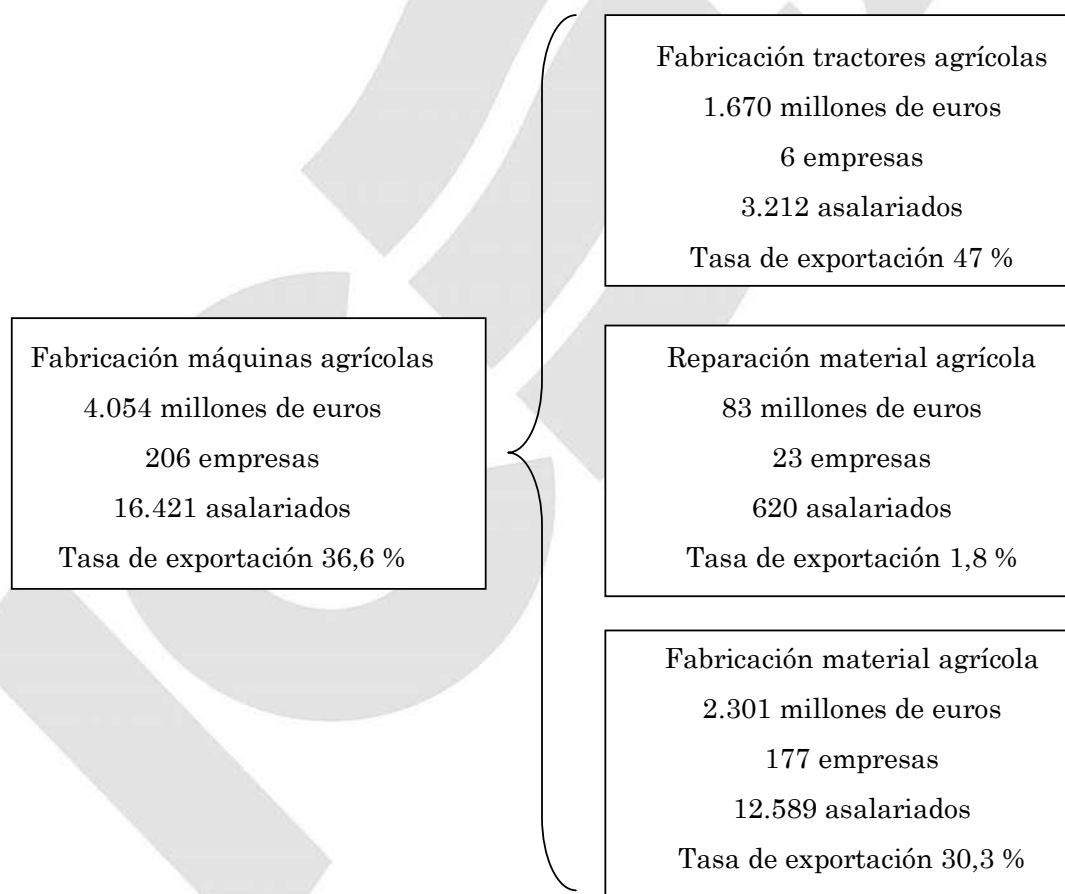 Fabricación máquinas agrícolas
4.054 millones de euros
206 empresas
16.421 asalariados
Tasa de exportación 36,6 %
Fabricación tractores agrícolas
1.670 millones de euros
6 empresas
3.212 asalariados
Tasa de exportación 47 %
Reparación material agrícola
83 millones de euros
23 empresas
620 asalariados
Tasa de exportación 1,8 %
Fabricación material agrícola
2.301 millones de euros
177 empresas
12.589 asalariados
Tasa de exportación 30,3 %